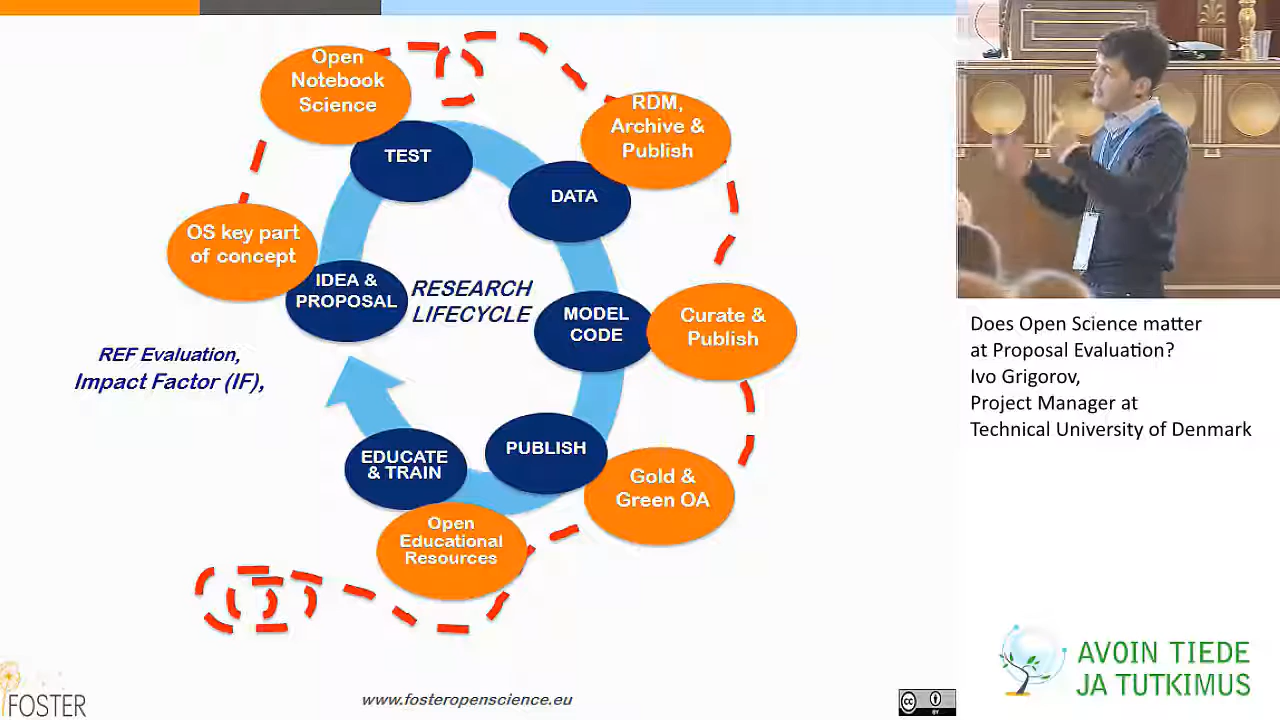 Open
Notebook
Science
RDM,
Archive &
Publish
TEST
DATA
OS key part
of concept
IDEA &
PROPOSAL
RESEARCH
LIFECYCLE
MODEL
CODE
Curate &
Publish
REF Evaluation,
Impact Factor (IF),
EDUCATE
& TRAIN
PUBLISH
Gold &
Green OA
Open
Educational
Resources
FOSTER
www.fosteropenscience.eu
cc
BY
Does Open Science matter
at Proposal Evaluation?
Ivo Grigorov,
Project Manager at
Technical University of Denmark
AVOIN TIEDE
JA TUTKIMUS